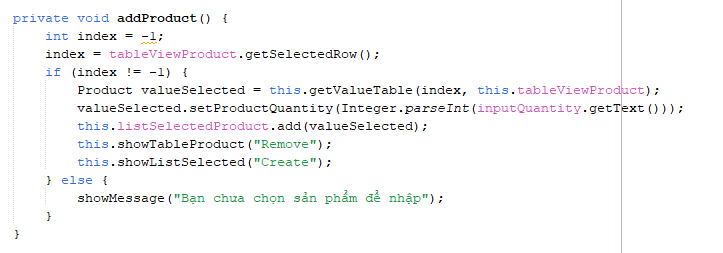 private void addProduct() {
    int index = -1;
    index = tableViewProduct.getSelectedRow();
    if (index != -1) {
        Product valueSelected = this.getValueTable(index, this.tableViewProduct);
        valueSelected.setProductQuantity(Integer.parseInt(inputQuantity.getText()));
        this.listSelectedProduct.add(valueSelected);
        this.showTableProduct("Remove");
        this.showListSelected("Create");
    } else {
        showMessage("Bạn chưa chọn sản phẩm để nhập");
    }
}